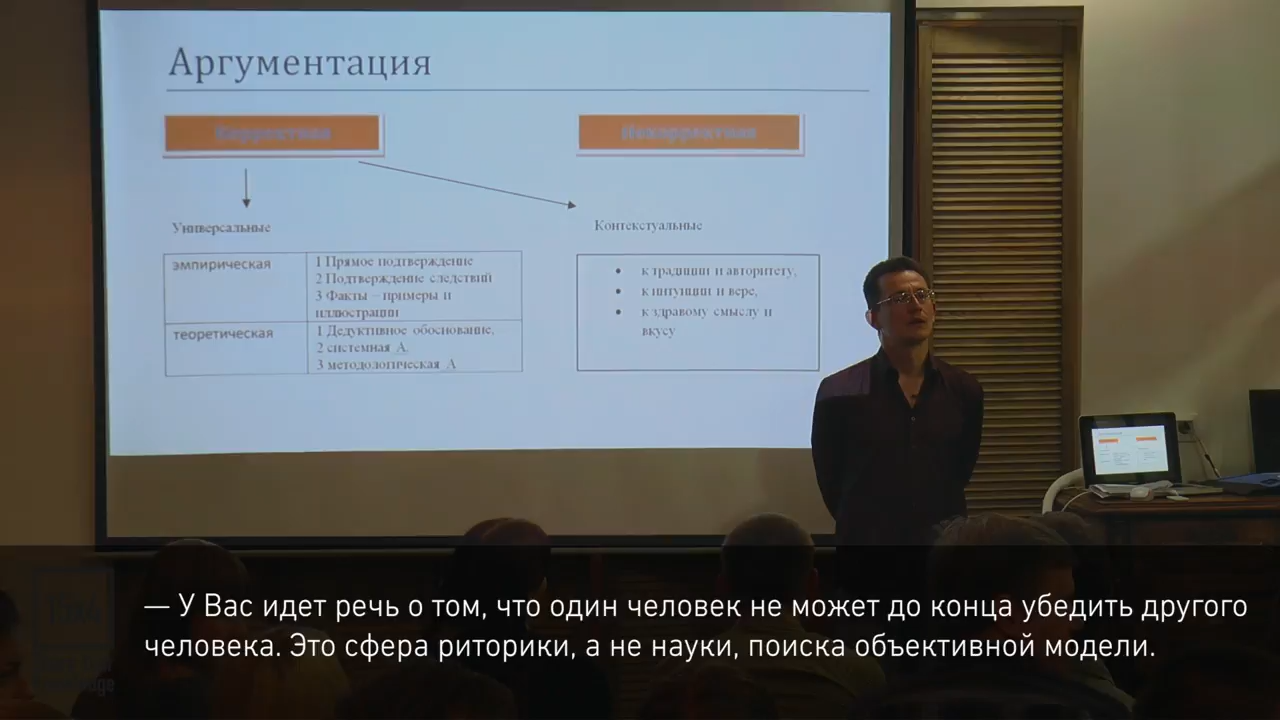 Аргументация
Корректная
Некорректная
Универсальные
Контекстуальные
эмпирическая
1 Прямое подтверждение
2 Подтверждение следствий
3 Факты – примеры и
иллюстрации
теоретическая
1 Дедуктивное обоснование,
2 системная А.
3 методологическая А
• к традиции и авторитету,
• к интуиции и вере,
• к здравому смыслу и
вкусу
— У Вас идет речь о том, что один человек не может до конца убедить другого
человека. Это сфера риторики, а не науки, поиска объективной модели.